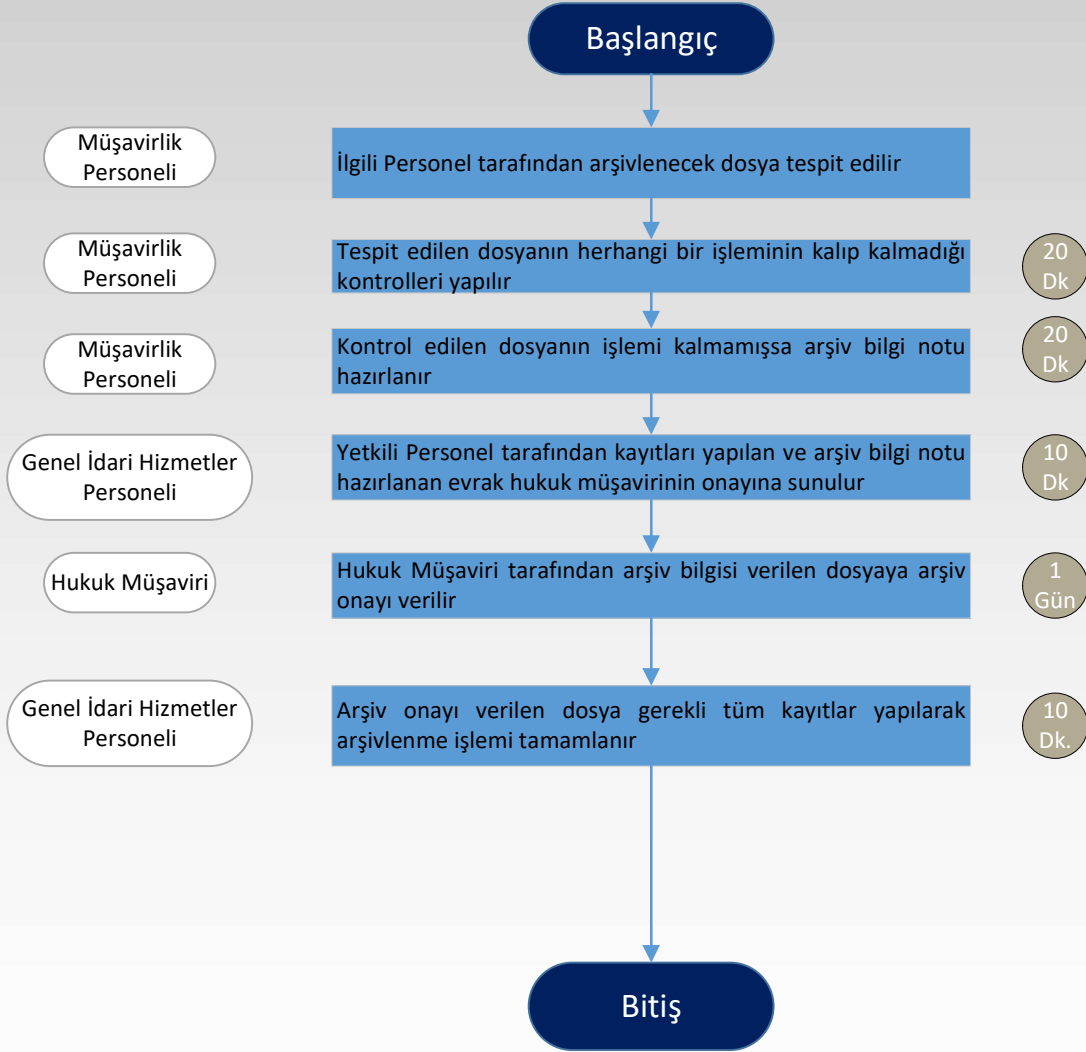 Başlangıç
Müşavirlik
Personeli
İlgili Personel tarafından arşivlenecek dosya tespit edilir
Müşavirlik
Personeli
Tespit edilen dosyanın herhangi bir işleminin kalıp kalmadığı
kontrolleri yapılır
20
Dk
Müşavirlik
Personeli
Kontrol edilen dosyanın işlemi kalmamışsa arşiv bilgi notu
hazırlanır
20
Dk
Genel İdari Hizmetler
Personeli
Yetkili Personel tarafından kayıtları yapılan ve arşiv bilgi notu
hazırlanan evrak hukuk müşavirinin onayına sunulur
10
Dk
Hukuk Müşaviri
Hukuk Müşaviri tarafından arşiv bilgisi verilen dosyaya arşiv
onayı verilir
1
Gün
Genel İdari Hizmetler
Personeli
Arşiv onayı verilen dosya gerekli tüm kayıtlar yapılarak
arşivlenme işlemi tamamlanır
10
Dk.
Bitiş